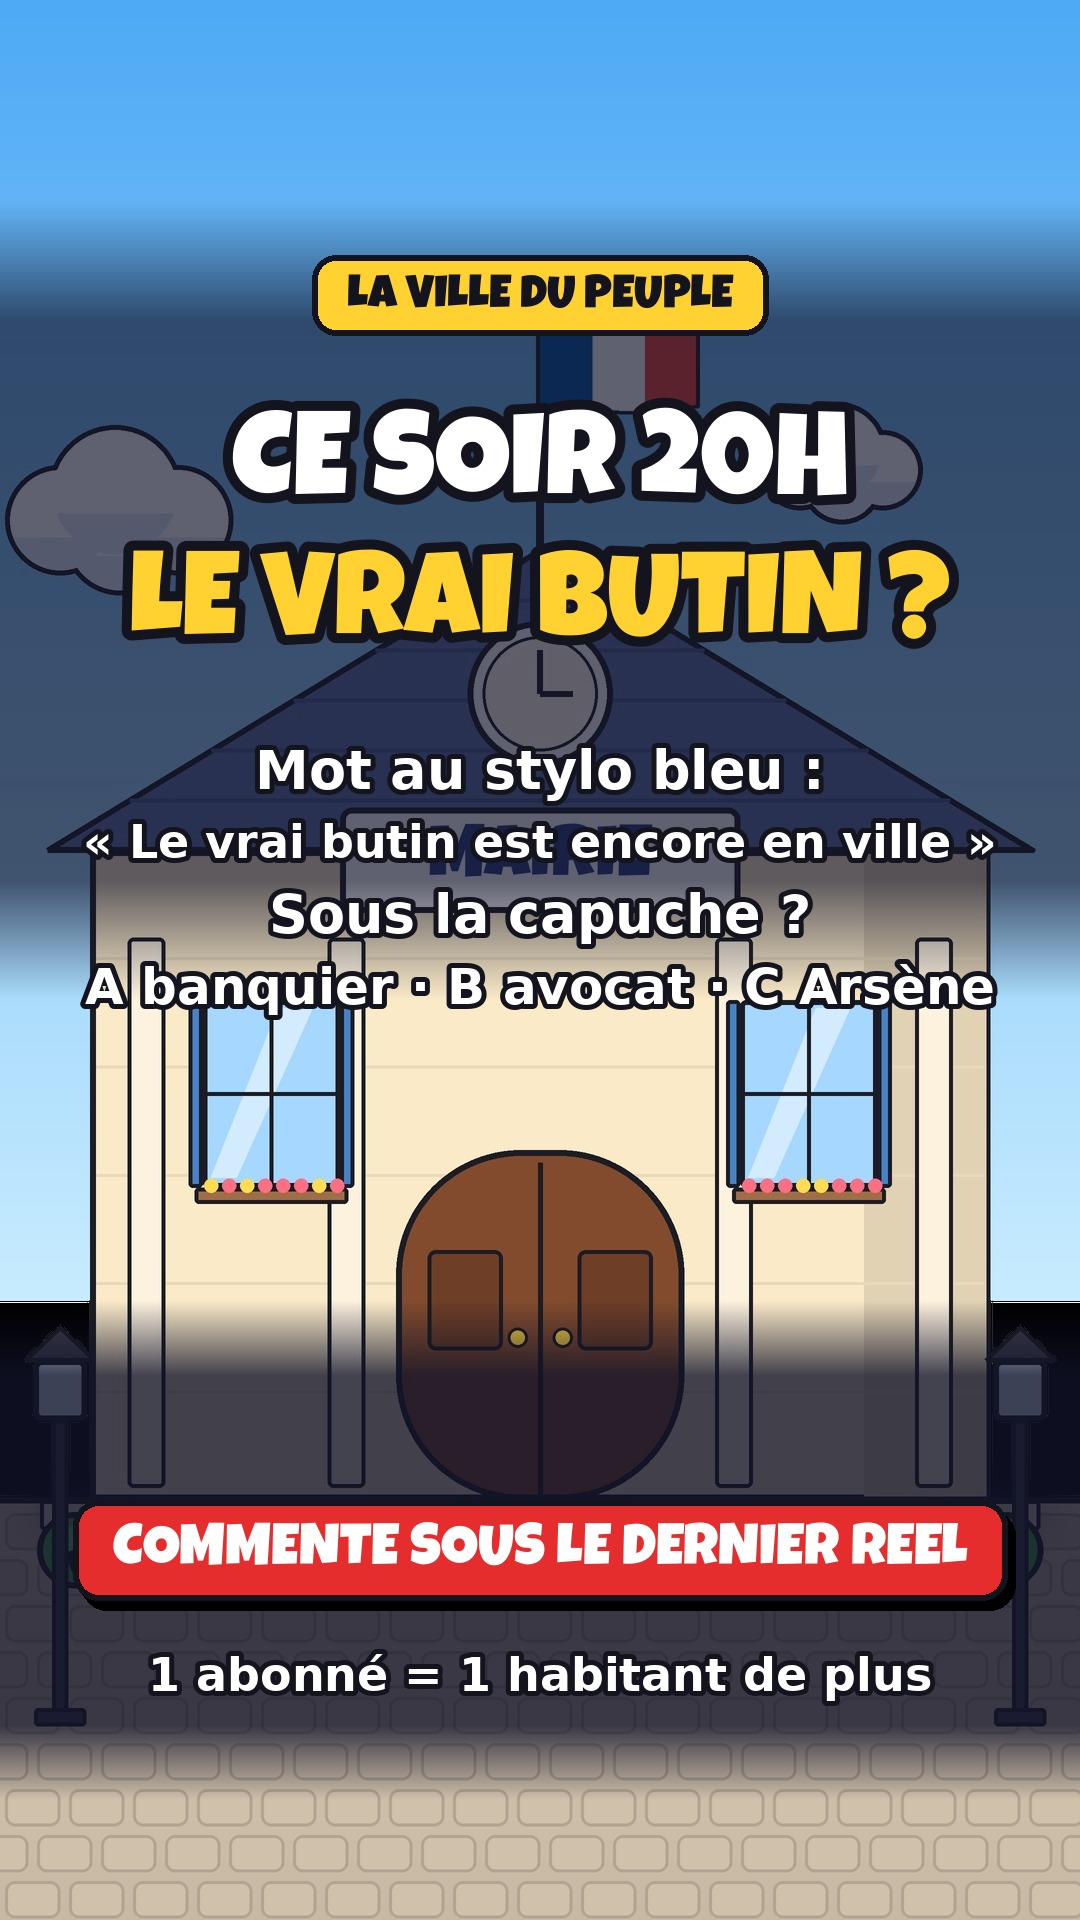 LA VILLE DU PEUPLE
CE SOIR 20H
LE VRAI BUTIN ?
Mot au stylo bleu :
MAIRIE
« Le vrai butin est encore en ville »
Sous la capuche ?
A banquier · B avocat · C Arsène
COMMENTE SOUS LE DERNIER REEL
1 abonné = 1 habitant de plus